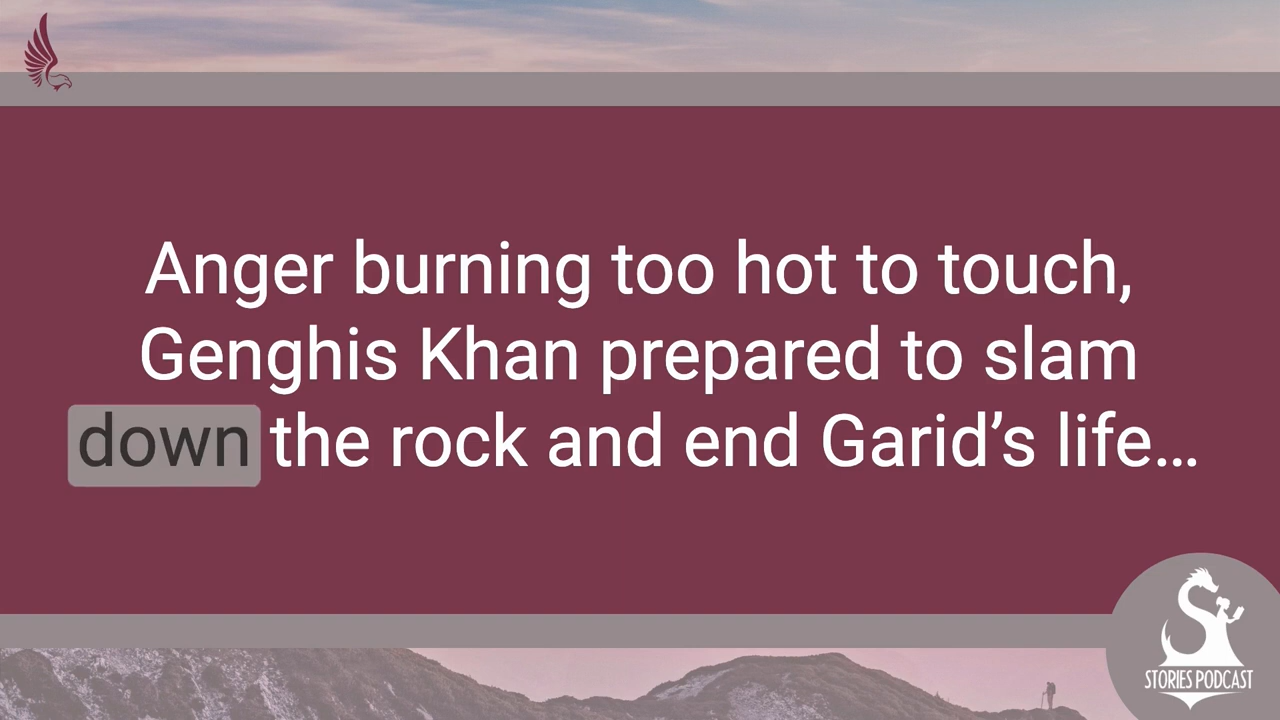 Anger burning too hot to touch,
Genghis Khan prepared to slam
down the rock and end Garid’s life…
STORIES PODCAST